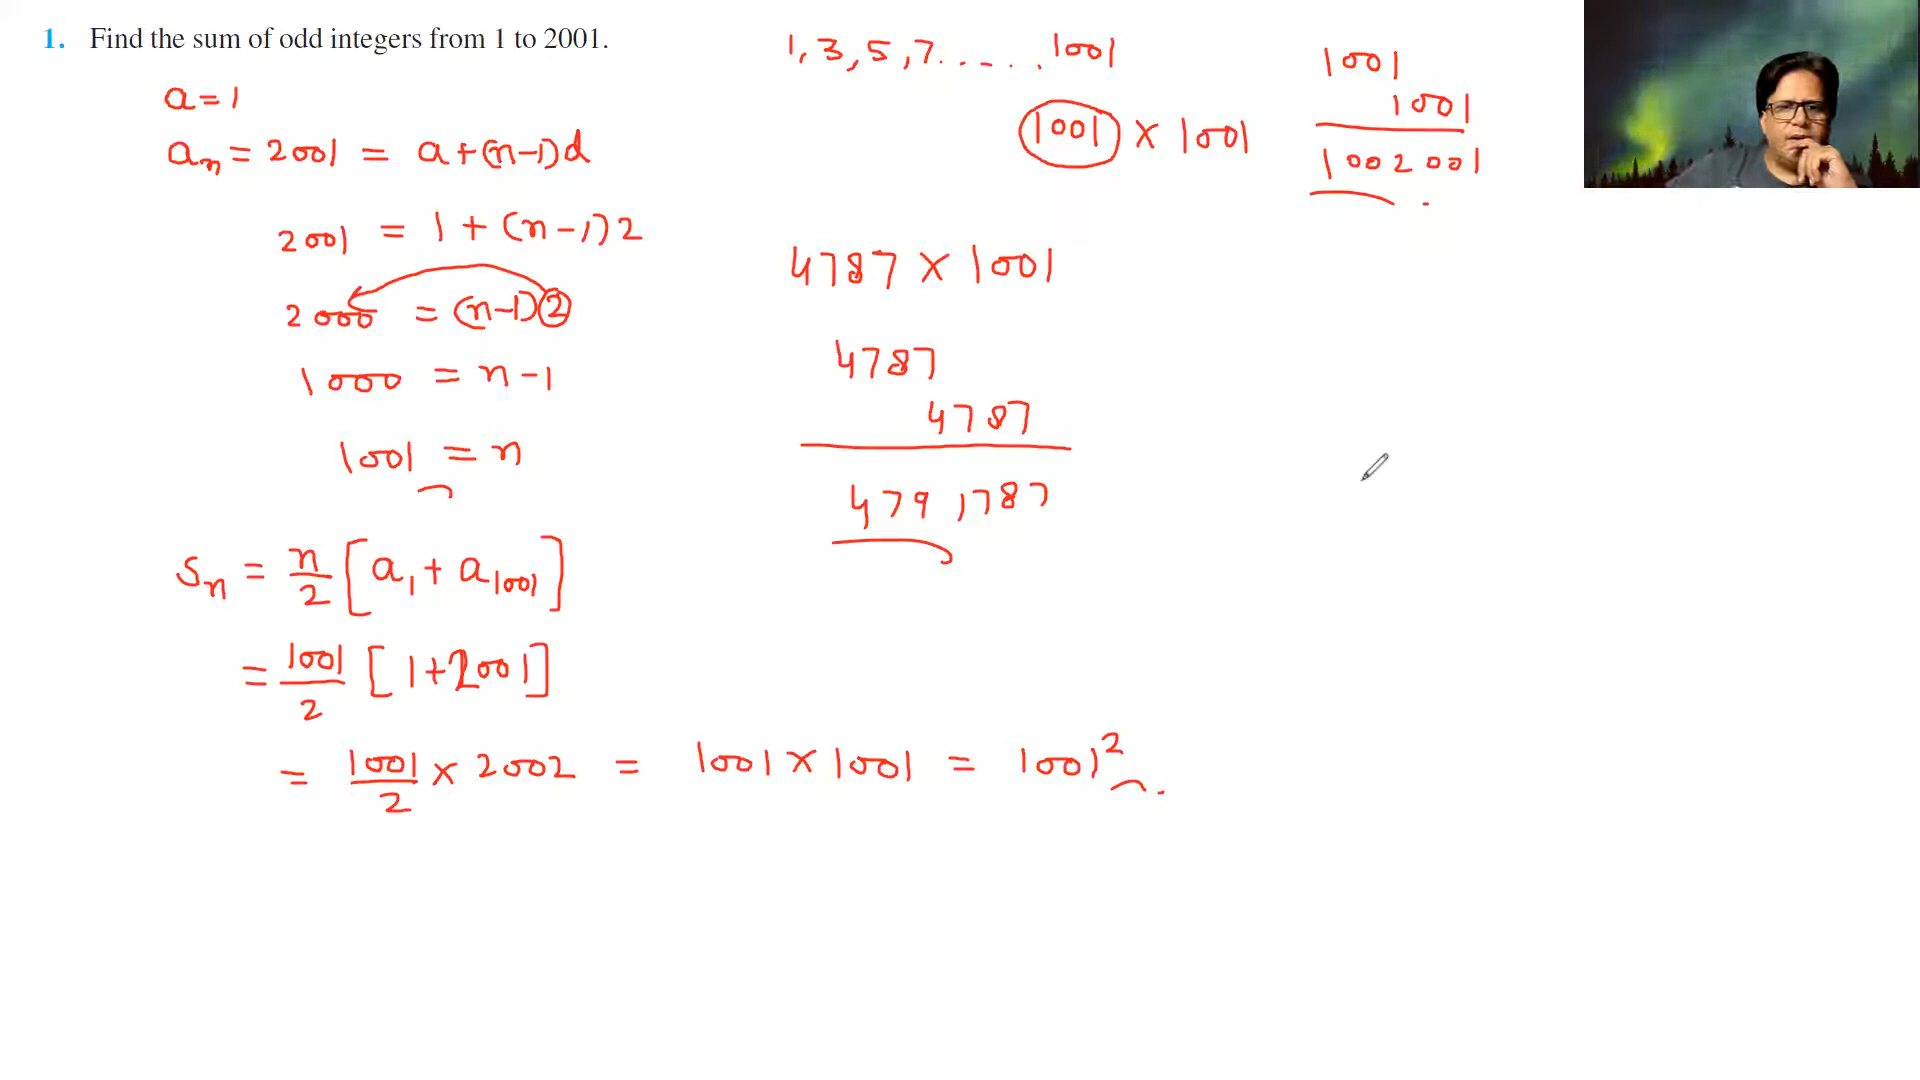 1. Find the sum of odd integers from 1 to 2001.
a = 1
aₙ = 2001 = a + (n-1)d
2001 = 1 + (n-1)2
2000 = (n-1)2
1000 = n-1
1001 = n
Sₙ = n/2 [a₁ + a₁₀₀₁]
= 1001/2 [1+2001]
= 1001/2 × 2002 = 1001 × 1001 = 1001²
1, 3, 5, 7 . . . . . . 1001
1001 × 1001
1001
1001
1002001
4787 × 1001
4787
4787
4791787